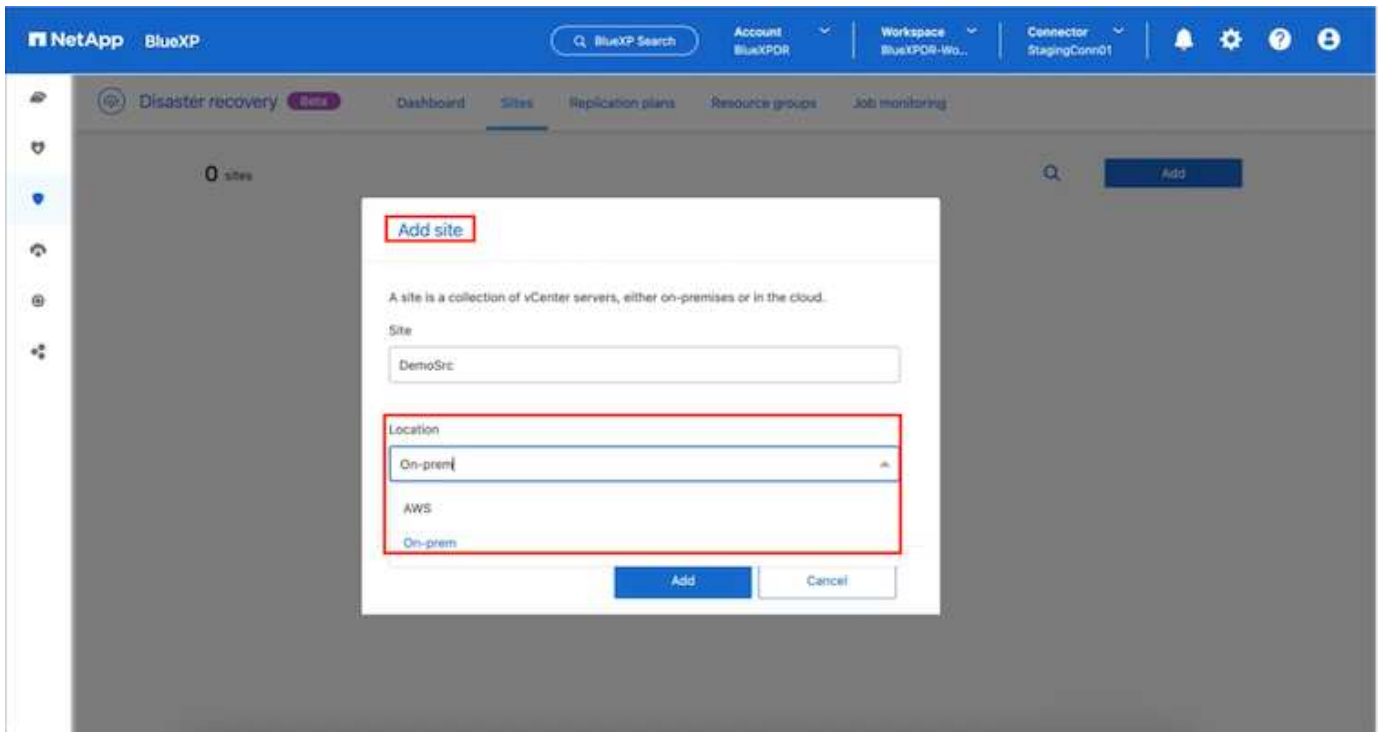 NetApp BlueXP BlueXP Search Account Workspace Connector
BlueXPDR BlueXPDR-Wo... StagingConn01
Disaster recovery Beta Dashboard Sites Replication plans Resource groups Job monitoring
0 sites Add
Add site
A site is a collection of vCenter servers, either on-premises or in the cloud.
Site
DemoSrc
Location
On-prem
AWS
On-prem
Add Cancel